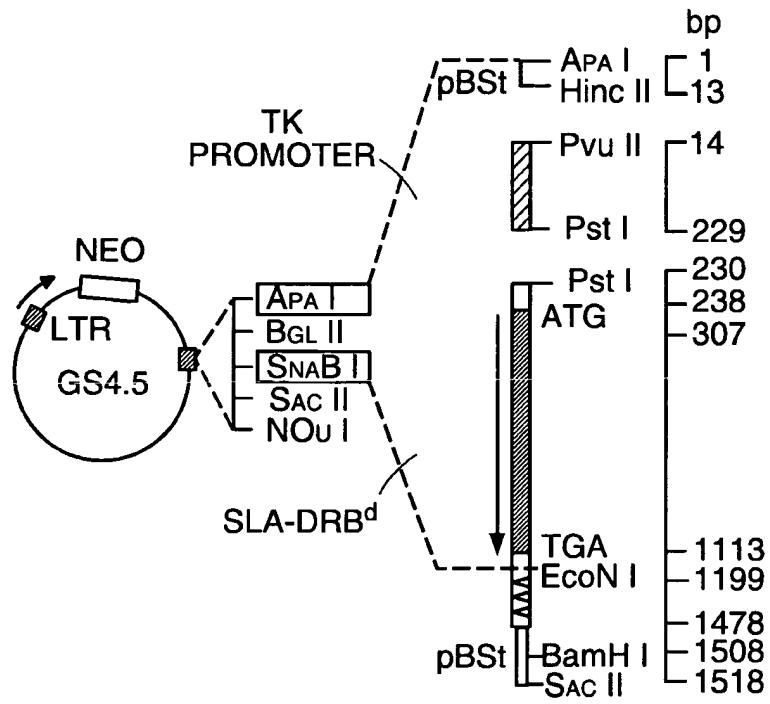 bp
pBSt APA I 1
Hinc II 13
TK
PROMOTER
Pvu II 14
Pst I 229
NEO
LTR
GS4.5
APA I
BGL II
SNAB I
SAC II
NOU I
Pst I 230
ATG 238
307
SLA-DRBᵈ
TGA 1113
EcoN I 1199
1478
pBSt BamH I 1508
SAC II 1518